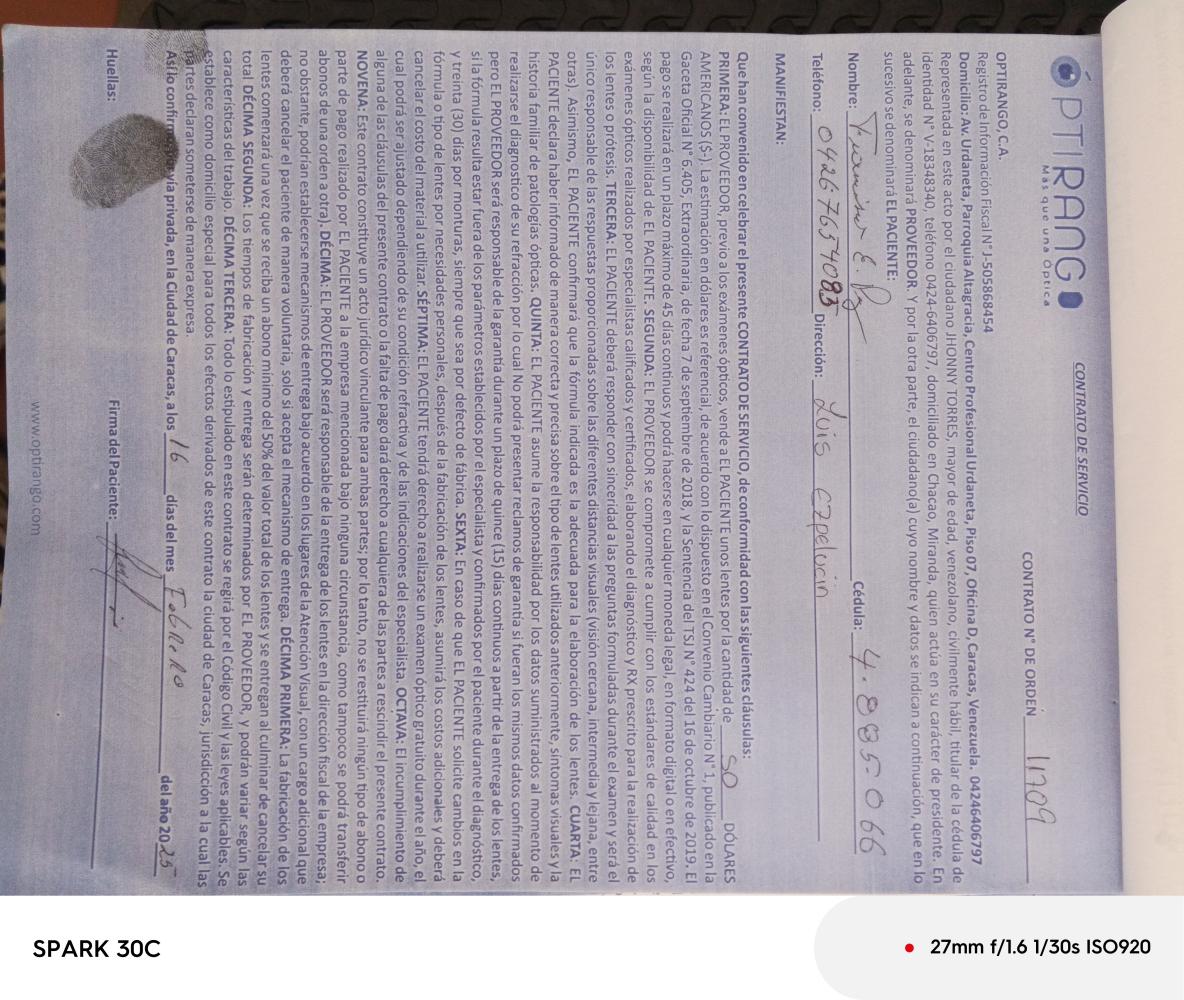 ÓPTIRANGO
Más que una Óptica
CONTRATO DE SERVICIO
CONTRATO N° DE ORDEN 11709
OPTIRANGO, C.A.
Registro de Información Fiscal N° J-505868454
Domicilio: Av. Urdaneta, Parroquia Altagracia, Centro Profesional Urdaneta, Piso 07, Oficina D, Caracas, Venezuela. 04246406797
Representada en este acto por el ciudadano JHONNY TORRES, mayor de edad, venezolano, civilmente hábil, titular de la cédula de
identidad N° V-18348340, teléfono 0424-6406797, domiciliado en Chacao, Miranda, quien actúa en su carácter de presidente. En
adelante, se denominará PROVEEDOR. Y por la otra parte, el ciudadano(a) cuyo nombre y datos se indican a continuación, que en lo
sucesivo se denominará EL PACIENTE:
Nombre: Cédula: 4.885.066
Teléfono: 04267654083 Dirección: Luis
MANIFIESTAN:
Que han convenido en celebrar el presente CONTRATO DE SERVICIO, de conformidad con las siguientes cláusulas:
PRIMERA: EL PROVEEDOR, previo a los exámenes ópticos, vende a EL PACIENTE unos lentes por la cantidad de 50 DÓLARES
AMERICANOS ($-). La estimación en dólares es referencial, de acuerdo con lo dispuesto en el Convenio Cambiario N° 1, publicado en la
Gaceta Oficial N° 6.405, Extraordinaria, de fecha 7 de septiembre de 2018, y la Sentencia del TSJ N° 424 del 16 de octubre de 2019. El
pago se realizará en un plazo máximo de 45 días continuos y podrá hacerse en cualquier moneda legal, en formato digital o en efectivo,
según la disponibilidad de EL PACIENTE. SEGUNDA: EL PROVEEDOR se compromete a cumplir con los estándares de calidad en los
exámenes ópticos realizados por especialistas calificados y certificados, elaborando el diagnóstico y RX prescrito para la realización de
los lentes o prótesis. TERCERA: EL PACIENTE deberá responder con sinceridad a las preguntas formuladas durante el examen y será el
único responsable de las respuestas proporcionadas sobre las diferentes distancias visuales (visión cercana, intermedia y lejana, entre
otras). Asimismo, EL PACIENTE confirmará que la fórmula indicada es la adecuada para la elaboración de los lentes. CUARTA: EL
PACIENTE declara haber informado de manera correcta y precisa sobre el tipo de lentes utilizados anteriormente, síntomas visuales y la
historia familiar de patologías ópticas. QUINTA: EL PACIENTE asume la responsabilidad por los datos suministrados al momento de
realizarse el diagnostico de su refracción por lo cual No podrá presentar reclamos de garantía si fueran los mismos datos confirmados
pero EL PROVEEDOR será responsable de la garantía durante un plazo de quince (15) días continuos a partir de la entrega de los lentes,
si la fórmula resulta estar fuera de los parámetros establecidos por el especialista y confirmados por el paciente durante el diagnóstico,
y treinta (30) días por monturas, siempre que sea por defecto de fábrica. SEXTA: En caso de que EL PACIENTE solicite cambios en la
fórmula o tipo de lentes por necesidades personales, después de la fabricación de los lentes, asumirá los costos adicionales y deberá
cancelar el costo del material a utilizar. SÉPTIMA: EL PACIENTE tendrá derecho a realizarse un examen óptico gratuito durante el año, el
cual podrá ser ajustado dependiendo de su condición refractiva y de las indicaciones del especialista. OCTAVA: El incumplimiento de
alguna de las cláusulas del presente contrato o la falta de pago dará derecho a cualquiera de las partes a rescindir el presente contrato.
NOVENA: Este contrato constituye un acto jurídico vinculante para ambas partes; por lo tanto, no se restituirá ningún tipo de abono o
parte de pago realizado por EL PACIENTE a la empresa mencionada bajo ninguna circunstancia, como tampoco se podrá transferir
abonos de una orden a otra). DÉCIMA: EL PROVEEDOR será responsable de la entrega de los lentes en la dirección fiscal de la empresa;
no obstante, podrían establecerse mecanismos de entrega bajo acuerdo en los lugares de la Atención Visual, con un cargo adicional que
deberá cancelar el paciente de manera voluntaria, solo si acepta el mecanismo de entrega. DÉCIMA PRIMERA: La fabricación de los
lentes comenzará una vez que se reciba un abono mínimo del 50% del valor total de los lentes y se entregan al culminar de cancelar su
total DÉCIMA SEGUNDA: Los tiempos de fabricación y entrega serán determinados por EL PROVEEDOR, y podrán variar según las
características del trabajo. DÉCIMA TERCERA: Todo lo estipulado en este contrato se regirá por el Código Civil y las leyes aplicables. Se
establece como domicilio especial para todos los efectos derivados de este contrato la ciudad de Caracas, jurisdicción a la cual las
partes declaran someterse de manera expresa.
Así lo confirman vía privada, en la Ciudad de Caracas, a los 16 días del mes Febrero del año 2025
Huellas: Firma del Paciente:
www.optirango.com
SPARK 30C
27mm f/1.6 1/30s ISO920